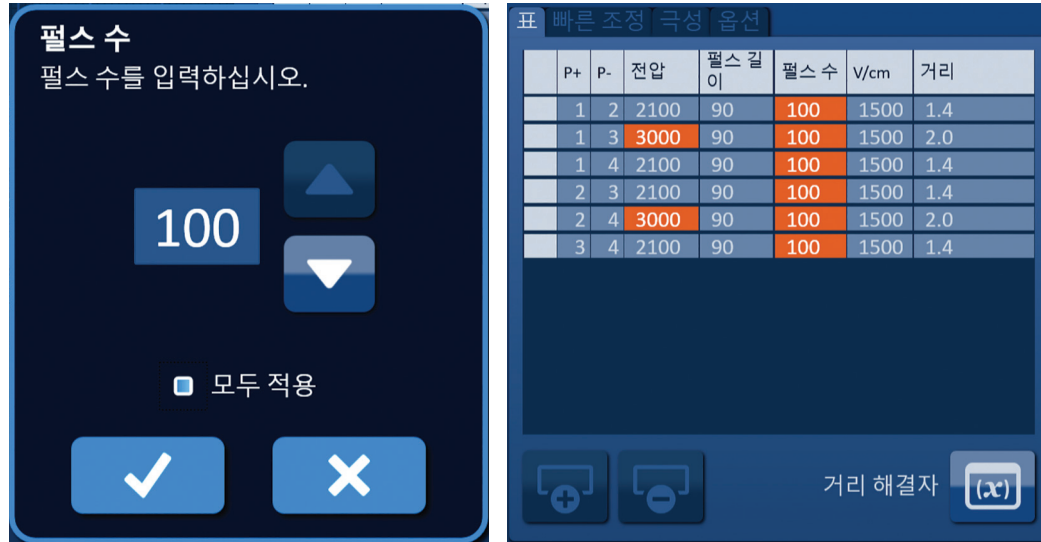 펄스 수
펄스 수를 입력하십시오.
100
모두 적용
표 빠른 조정 극성 옵션
P+ P- 전압 펄스 길이 펄스 수 V/cm 거리
1 2 2100 90 100 1500 1.4
1 3 3000 90 100 1500 2.0
1 4 2100 90 100 1500 1.4
2 3 2100 90 100 1500 1.4
2 4 3000 90 100 1500 2.0
3 4 2100 90 100 1500 1.4
거리 해결자 (x)